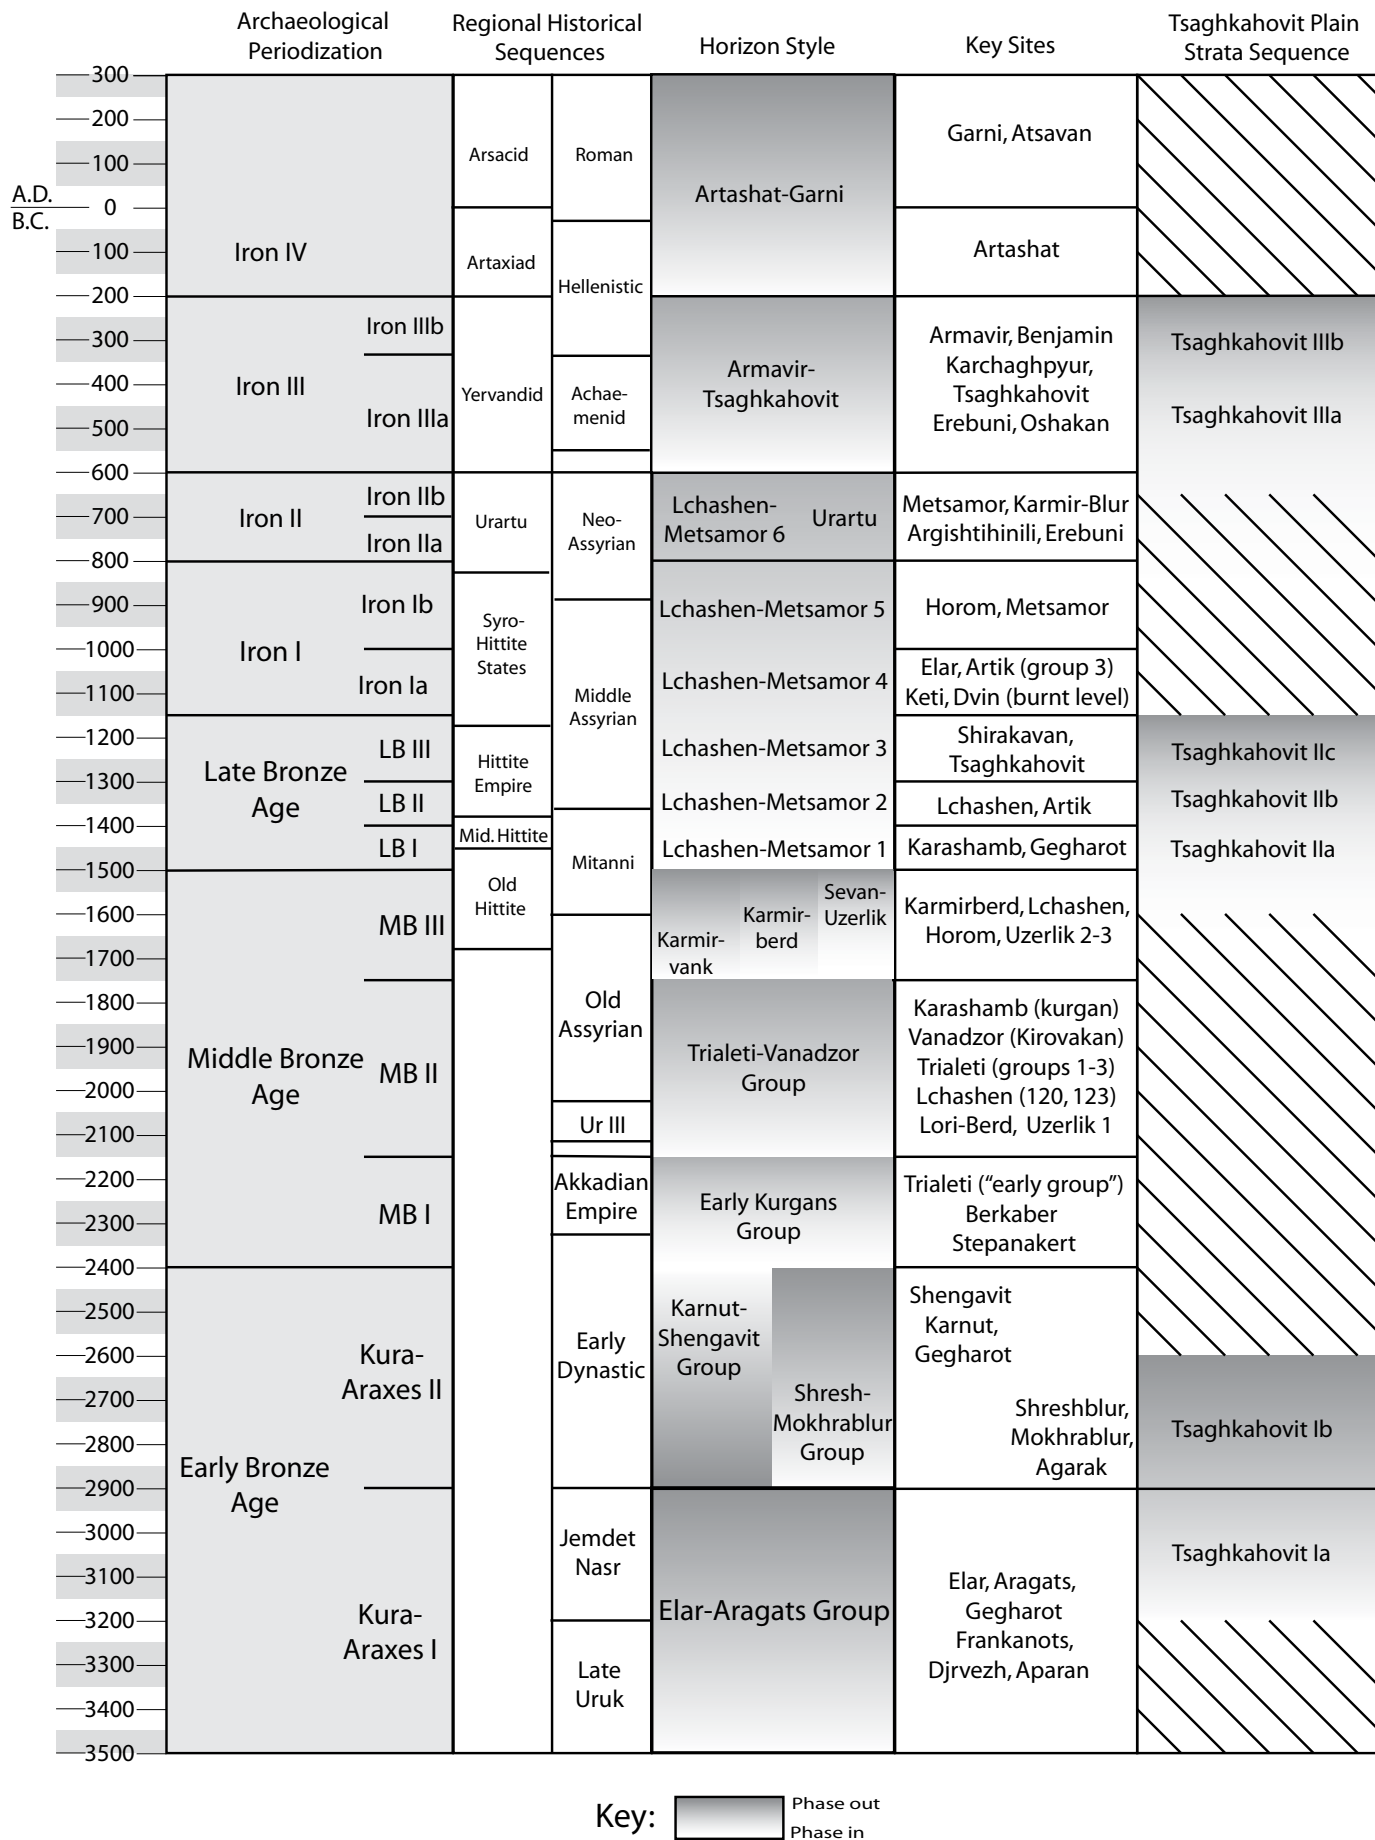 Archaeological
Periodization
Regional Historical
Sequences
Horizon Style
Key Sites
Tsaghkahovit Plain
Strata Sequence
300
200
100
A.D.
0
B.C.
100
200
300
400
500
600
700
800
900
1000
1100
1200
1300
1400
1500
1600
1700
1800
1900
2000
2100
2200
2300
2400
2500
2600
2700
2800
2900
3000
3100
3200
3300
3400
3500
Iron IV
Iron III
Iron IIIb
Iron IIIa
Iron II
Iron IIb
Iron IIa
Iron I
Iron Ib
Iron Ia
Late Bronze
Age
LB III
LB II
LB I
Middle Bronze
Age
MB III
MB II
MB I
Early Bronze
Age
Kura-
Araxes II
Kura-
Araxes I
Arsacid
Artaxiad
Yervandid
Urartu
Syro-
Hittite
States
Hittite
Empire
Mid. Hittite
Old
Hittite
Roman
Hellenistic
Achae-
menid
Neo-
Assyrian
Middle
Assyrian
Mitanni
Old
Assyrian
Ur III
Akkadian
Empire
Early
Dynastic
Jemdet
Nasr
Late
Uruk
Artashat-Garni
Armavir-
Tsaghkahovit
Lchashen-
Metsamor 6
Urartu
Lchashen-Metsamor 5
Lchashen-Metsamor 4
Lchashen-Metsamor 3
Lchashen-Metsamor 2
Lchashen-Metsamor 1
Karmir-
vank
Karmir-
berd
Sevan-
Uzerlik
Trialeti-Vanadzor
Group
Early Kurgans
Group
Karnut-
Shengavit
Group
Shresh-
Mokhrablur
Group
Elar-Aragats Group
Garni, Atsavan
Artashat
Armavir, Benjamin
Karchaghpyur,
Tsaghkahovit
Erebuni, Oshakan
Metsamor, Karmir-Blur
Argishtihinili, Erebuni
Horom, Metsamor
Elar, Artik (group 3)
Keti, Dvin (burnt level)
Shirakavan,
Tsaghkahovit
Lchashen, Artik
Karashamb, Gegharot
Karmirberd, Lchashen,
Horom, Uzerlik 2-3
Karashamb (kurgan)
Vanadzor (Kirovakan)
Trialeti (groups 1-3)
Lchashen (120, 123)
Lori-Berd, Uzerlik 1
Trialeti (“early group”)
Berkaber
Stepanakert
Shengavit
Karnut,
Gegharot
Shreshblur,
Mokhrablur,
Agarak
Elar, Aragats,
Gegharot
Frankanots,
Djrvezh, Aparan
Tsaghkahovit IIIb
Tsaghkahovit IIIa
Tsaghkahovit IIc
Tsaghkahovit IIb
Tsaghkahovit IIa
Tsaghkahovit Ib
Tsaghkahovit Ia
Key:
Phase out
Phase in